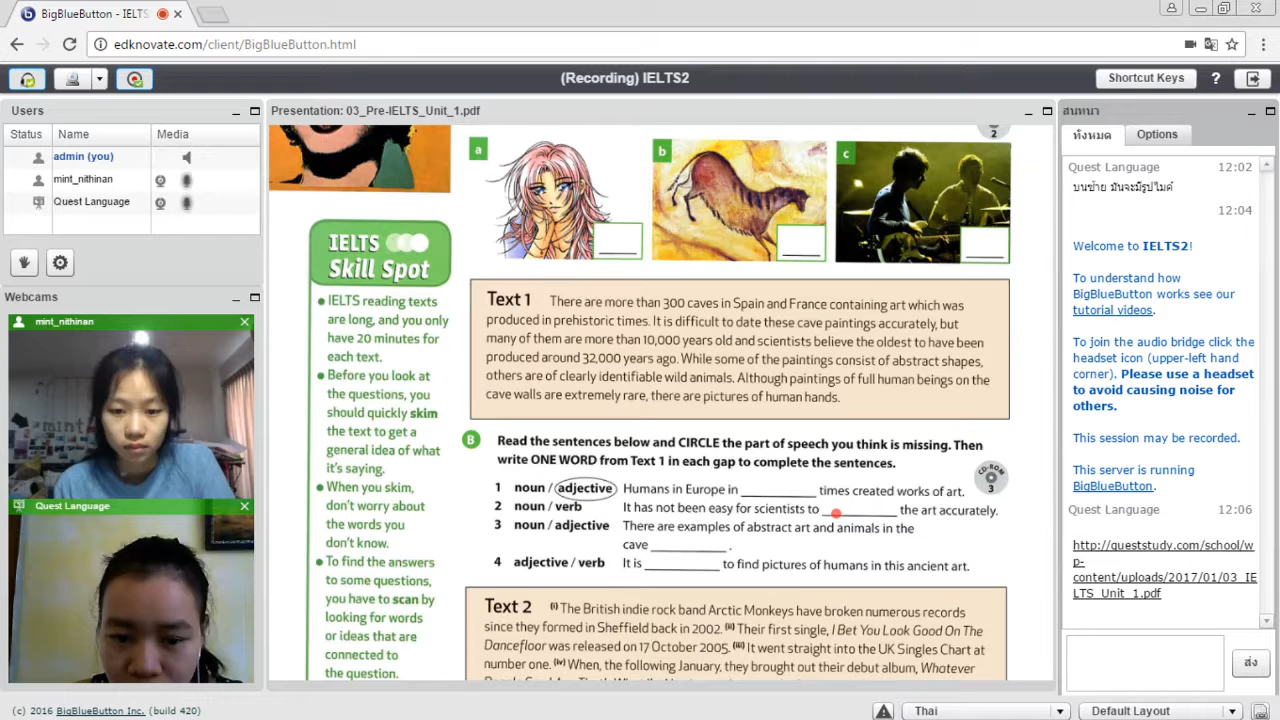 BigBlueButton - IELTS
edknovate.com/client/BigBlueButton.html
(Recording) IELTS2
Shortcut Keys
?
Users
Status Name Media
admin (you)
mint_nithinan
Quest Language
Webcams
mint_nithinan
Quest Language
Presentation: 03_Pre-IELTS_Unit_1.pdf
2
a
b
c
IELTS
Skill Spot
IELTS reading texts
are long, and you only
have 20 minutes for
each text.
Before you look at
the questions, you
should quickly skim
the text to get a
general idea of what
it's saying.
When you skim,
don't worry about
the words you
don't know.
To find the answers
to some questions,
you have to scan by
looking for words
or ideas that are
connected to
the question.
Text 1 There are more than 300 caves in Spain and France containing art which was
produced in prehistoric times. It is difficult to date these cave paintings accurately, but
many of them are more than 10,000 years old and scientists believe the oldest to have been
produced around 32,000 years ago. While some of the paintings consist of abstract shapes,
others are of clearly identifiable wild animals. Although paintings of full human beings on the
cave walls are extremely rare, there are pictures of human hands.
B Read the sentences below and CIRCLE the part of speech you think is missing. Then
write ONE WORD from Text 1 in each gap to complete the sentences.
CD-ROM
3
1 noun / adjective Humans in Europe in ____________ times created works of art.
2 noun / verb It has not been easy for scientists to ____________ the art accurately.
3 noun / adjective There are examples of abstract art and animals in the
cave ____________ .
4 adjective / verb It is ____________ to find pictures of humans in this ancient art.
Text 2 (i) The British indie rock band Arctic Monkeys have broken numerous records
since they formed in Sheffield back in 2002. (ii) Their first single, I Bet You Look Good On The
Dancefloor was released on 17 October 2005. (iii) It went straight into the UK Singles Chart at
number one. (iv) When, the following January, they brought out their debut album, Whatever
สนทนา
ทั้งหมด Options
Quest Language 12:02
บนซ้าย มันจะมีรูปไมค์
12:04
Welcome to IELTS2!
To understand how
BigBlueButton works see our
tutorial videos.
To join the audio bridge click the
headset icon (upper-left hand
corner). Please use a headset
to avoid causing noise for
others.
This session may be recorded.
This server is running
BigBlueButton.
Quest Language 12:06
http://queststudy.com/school/w
p-
content/uploads/2017/01/03_IE
LTS_Unit_1.pdf
ส่ง
(c) 2016 BigBlueButton Inc. (build 420)
Thai
Default Layout